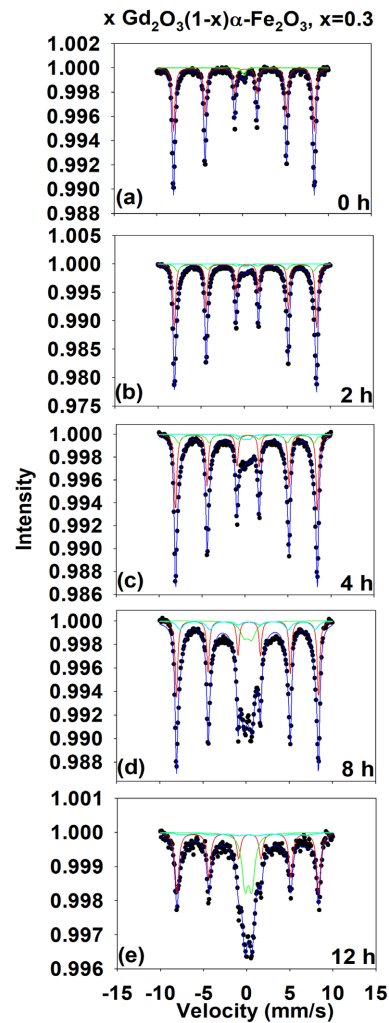 x Gd₂O₃(1-x)α-Fe₂O₃, x=0.3
1.002
1.000
0.998
0.996
0.994
0.992
0.990
0.988
(a)
0 h
1.005
1.000
0.995
0.990
0.985
0.980
0.975
(b)
2 h
Intensity
1.000
0.998
0.996
0.994
0.992
0.990
0.988
0.986
(c)
4 h
1.000
0.998
0.996
0.994
0.992
0.990
0.988
(d)
8 h
1.001
1.000
0.999
0.998
0.997
0.996
(e)
12 h
-15 -10 -5 0 5 10 15
Velocity (mm/s)